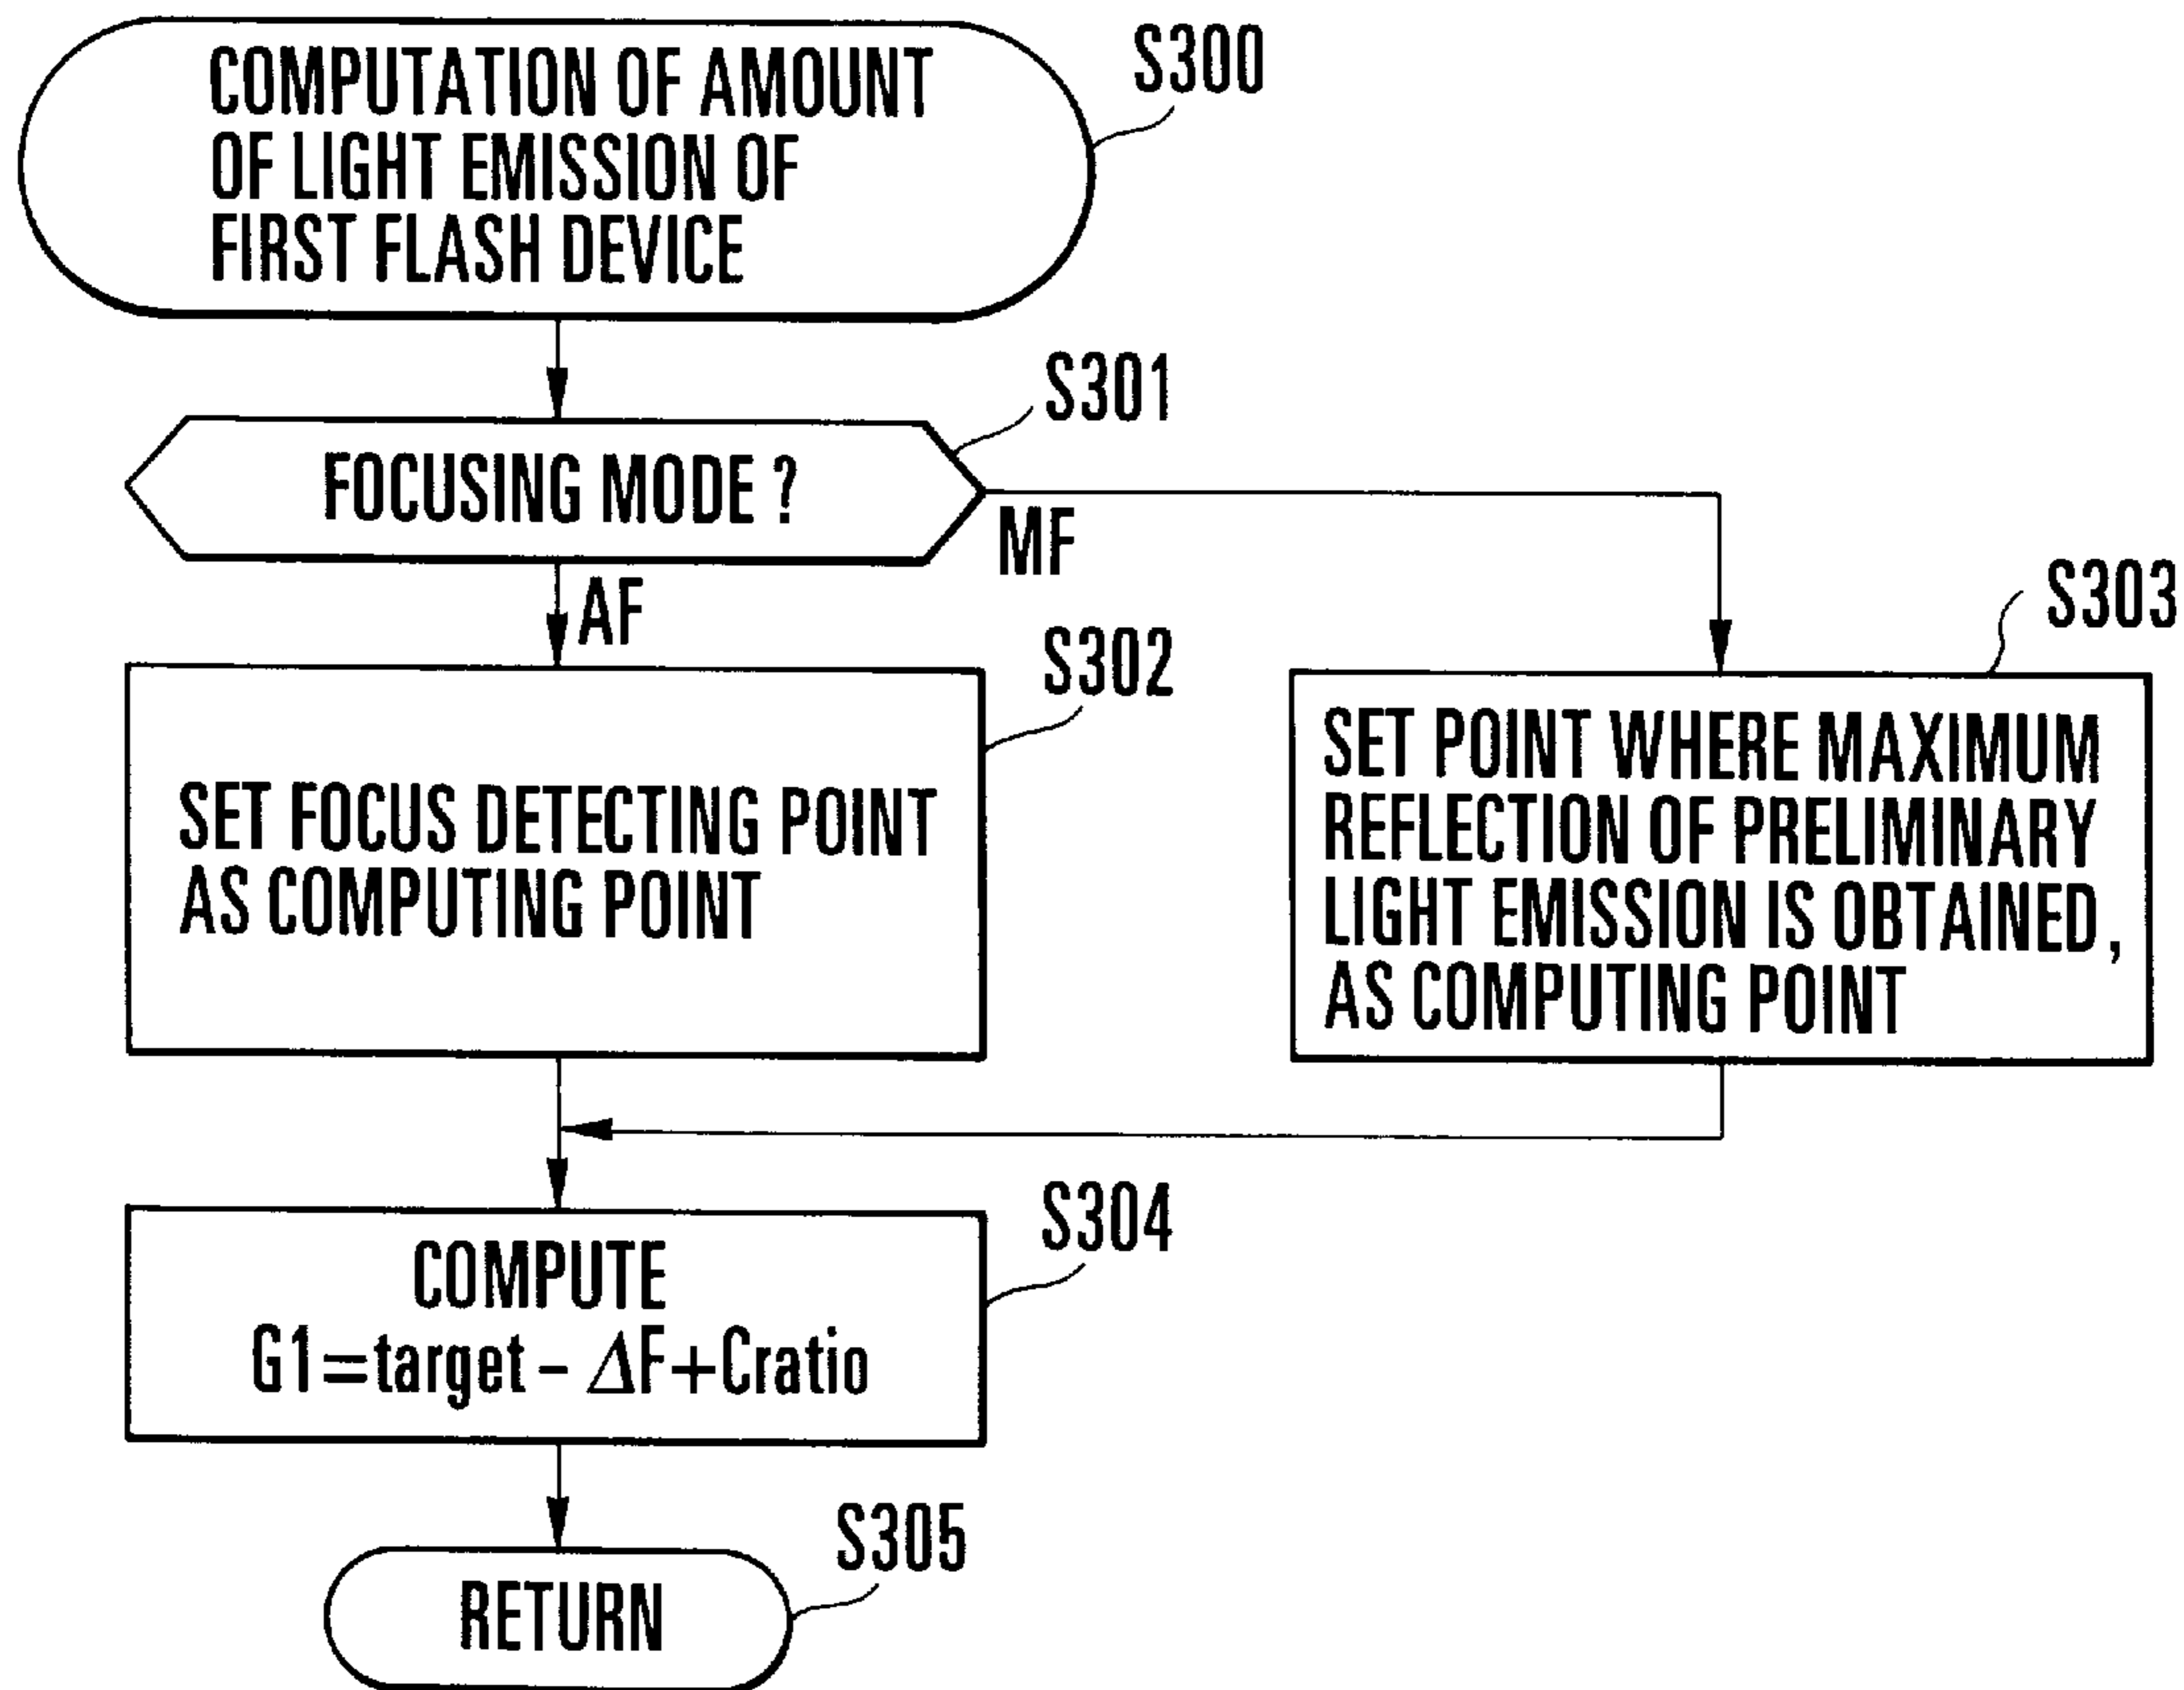 COMPUTATION OF AMOUNT
OF LIGHT EMISSION OF
FIRST FLASH DEVICE
S300
FOCUSING MODE ?
S301
MF
AF
SET FOCUS DETECTING POINT
AS COMPUTING POINT
S302
SET POINT WHERE MAXIMUM
REFLECTION OF PRELIMINARY
LIGHT EMISSION IS OBTAINED,
AS COMPUTING POINT
S303
COMPUTE
G1=target - ΔF+Cratio
S304
RETURN
S305